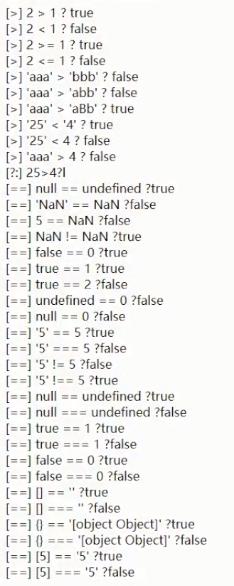 [>] 2 > 1 ? true
[>] 2 < 1 ? false
[>] 2 >= 1 ?true
[>] 2 <= 1 ? false
[>] 'aaa' > 'bbb' ? false
[>] 'aaa' > 'abb' ? false
[>] 'aaa' > 'aBb' ? true
[>] '25' < '4' ? true
[>] '25' < 4 ? false
[>] 'aaa' > 4 ? false
[?:] 25>4?l
[==] null == undefined ?true
[==] 'NaN' == NaN ?false
[==] 5 == NaN ?false
[==] NaN != NaN ?true
[==] false == 0 ?true
[==] true == 1 ?true
[==] true == 2 ?false
[==] undefined == 0 ?false
[==] null == 0 ?false
[==] '5' == 5 ?true
[==] '5' === 5 ?false
[==] '5' != 5 ?false
[==] '5' !== 5 ?true
[==] null == undefined ?true
[==] null === undefined ?false
[==] true == 1 ?true
[==] true === 1 ?false
[==] false == 0 ?true
[==] false === 0 ?false
[==] [] == '' ?true
[==] [] === '' ?false
[==] {} == '[object Object]' ?true
[==] {} === '[object Object]' ?false
[==] [5] == '5' ?true
[==] [5] === '5' ?false